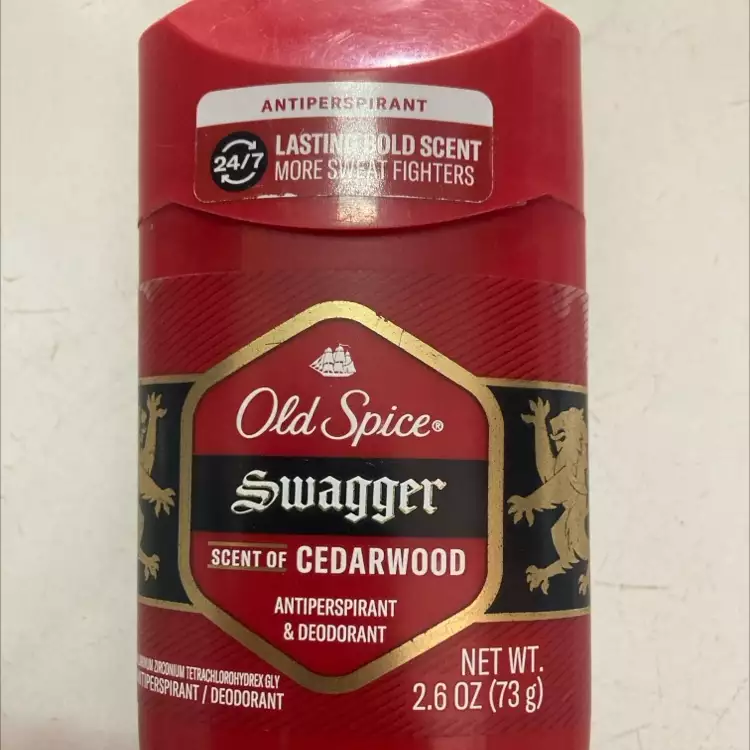 ANTIPERSPIRANT
24/7
LASTING BOLD SCENT
MORE SWEAT FIGHTERS
Old Spice®
Swagger
SCENT OF CEDARWOOD
ANTIPERSPIRANT
& DEODORANT
ZIRCONIUM TETRACHLOROHYDREX GLY
ANTIPERSPIRANT / DEODORANT
NET WT.
2.6 OZ (73 g)